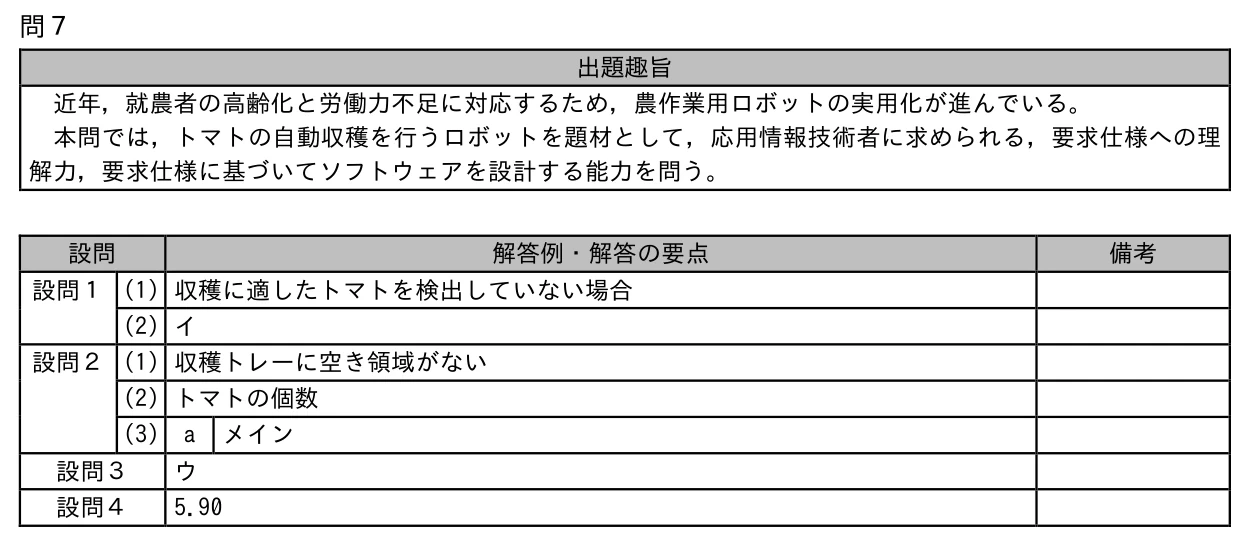 問7
出題趣旨
近年，就農者の高齢化と労働力不足に対応するため，農作業用ロボットの実用化が進んでいる。
本問では，トマトの自動収穫を行うロボットを題材として，応用情報技術者に求められる，要求仕様への理
解力，要求仕様に基づいてソフトウェアを設計する能力を問う。
設問 解答例・解答の要点 備考
設問1 (1) 収穫に適したトマトを検出していない場合
(2) イ
設問2 (1) 収穫トレーに空き領域がない
(2) トマトの個数
(3) a メイン
設問3 ウ
設問4 5.90